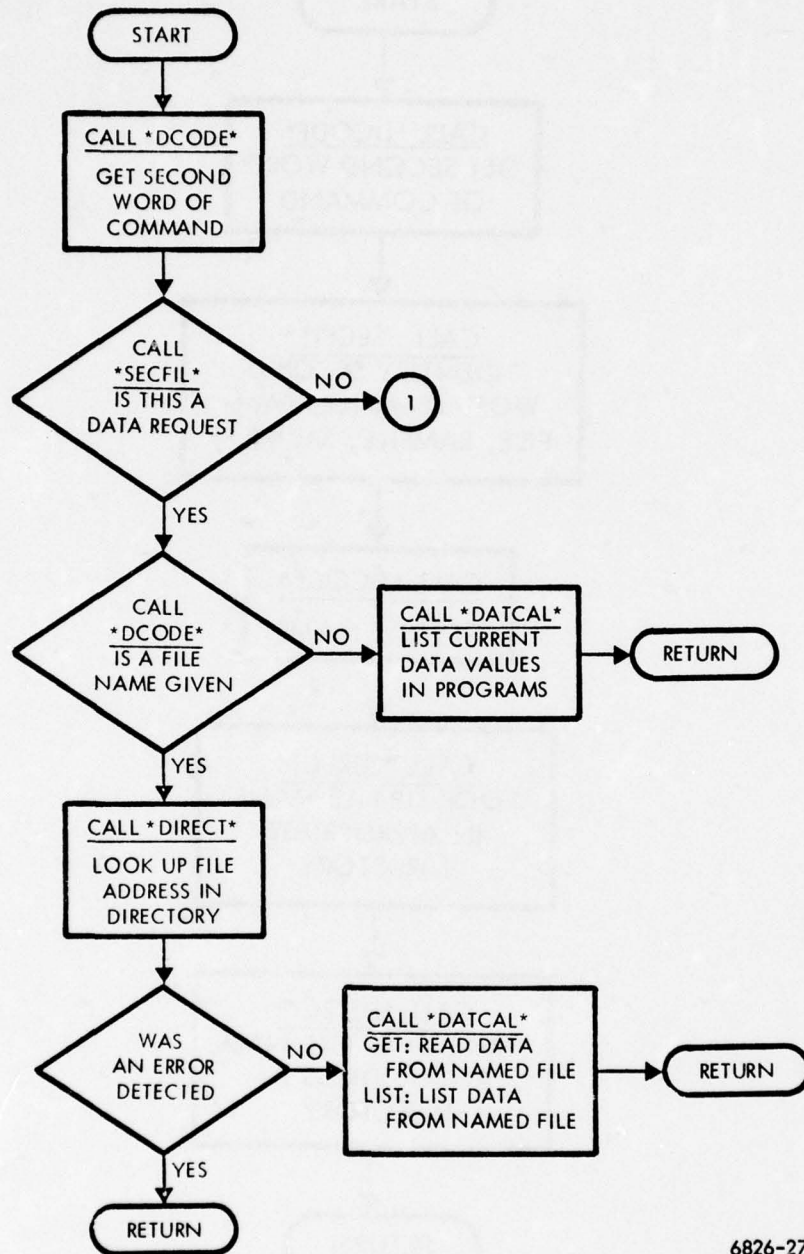 START
CALL *DCODE*
GET SECOND
WORD OF
COMMAND
CALL
*SECFIL*
IS THIS A
DATA REQUEST
NO
1
YES
CALL
*DCODE*
IS A FILE
NAME GIVEN
NO
CALL *DATCAL*
LIST CURRENT
DATA VALUES
IN PROGRAMS
RETURN
YES
CALL *DIRECT*
LOOK UP FILE
ADDRESS IN
DIRECTORY
WAS
AN ERROR
DETECTED
NO
CALL *DATCAL*
GET: READ DATA
FROM NAMED FILE
LIST: LIST DATA
FROM NAMED FILE
RETURN
YES
RETURN
6826-27